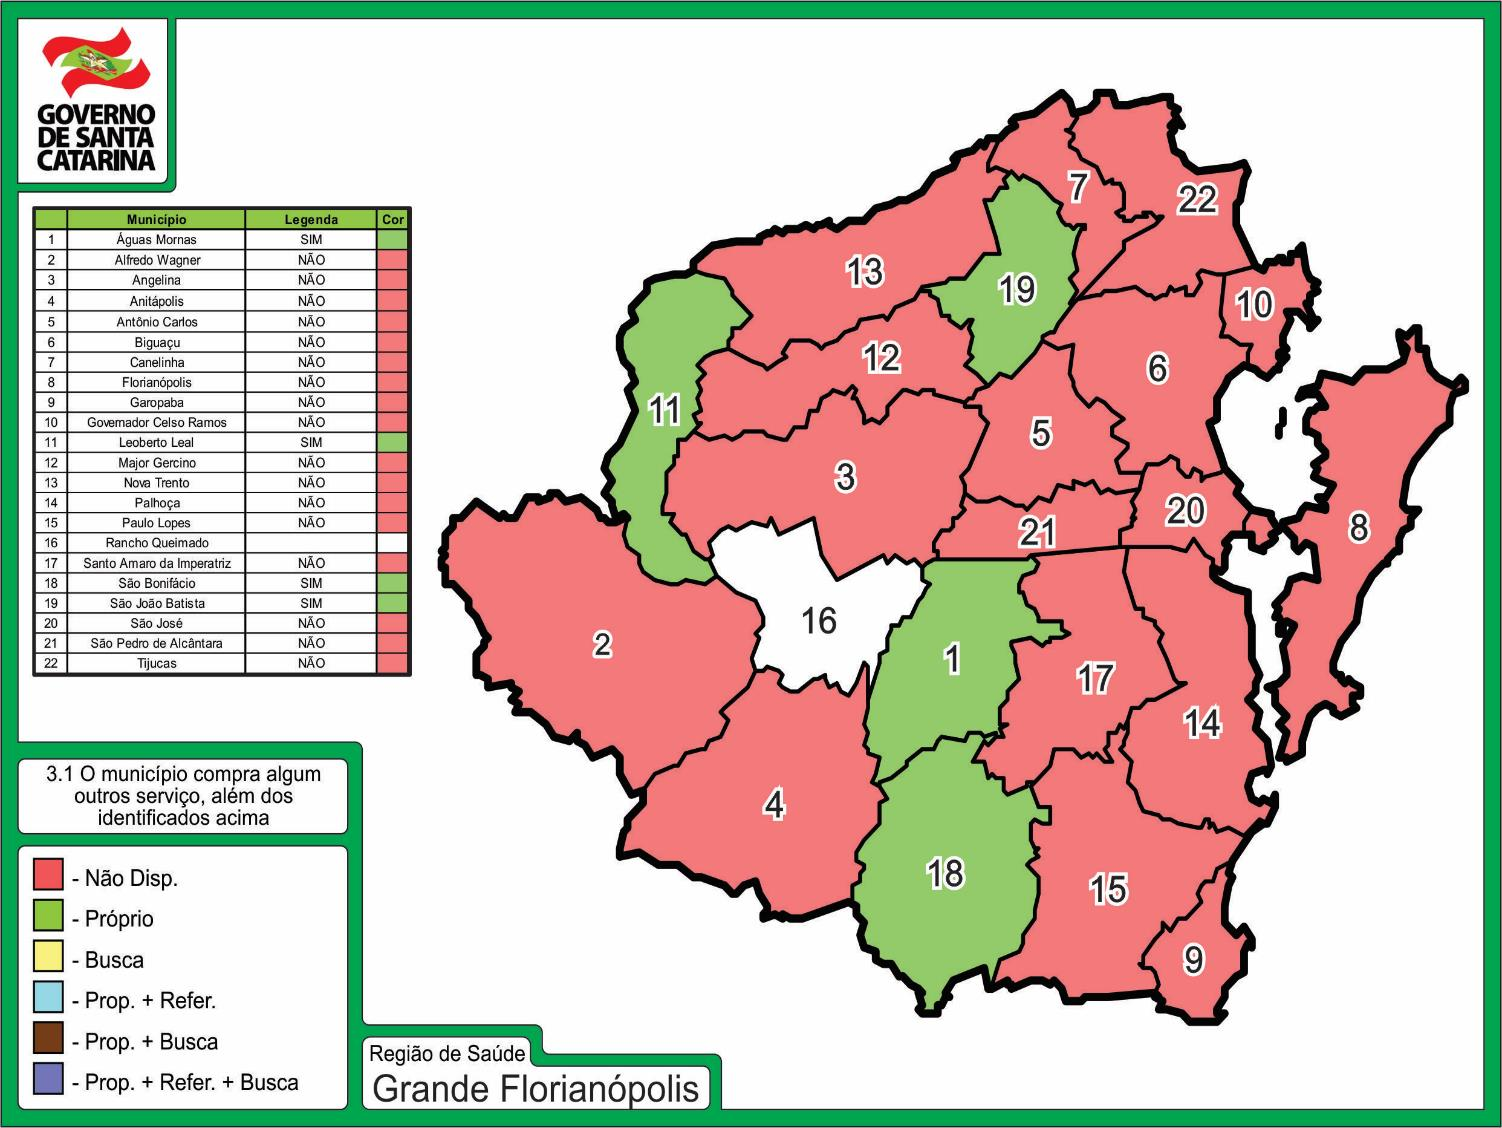 GOVERNO
DE SANTA
CATARINA
Município Legenda Cor
1 Águas Mornas SIM
2 Alfredo Wagner NÃO
3 Angelina NÃO
4 Anitápolis NÃO
5 Antônio Carlos NÃO
6 Biguaçu NÃO
7 Canelinha NÃO
8 Florianópolis NÃO
9 Garopaba NÃO
10 Governador Celso Ramos NÃO
11 Leoberto Leal SIM
12 Major Gercino NÃO
13 Nova Trento NÃO
14 Palhoça NÃO
15 Paulo Lopes NÃO
16 Rancho Queimado
17 Santo Amaro da Imperatriz NÃO
18 São Bonifácio SIM
19 São João Batista SIM
20 São José NÃO
21 São Pedro de Alcântara NÃO
22 Tijucas NÃO
3.1 O município compra algum
outros serviço, além dos
identificados acima
- Não Disp.
- Próprio
- Busca
- Prop. + Refer.
- Prop. + Busca
- Prop. + Refer. + Busca
Região de Saúde
Grande Florianópolis
7
22
13
19
10
12
6
11
5
3
20
21
8
16
2
1
17
14
4
18
15
9